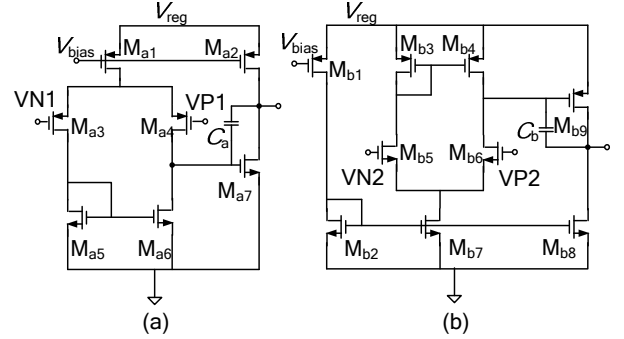 Vreg
Vbias
Ma1
Ma2
VN1
VP1
Ma3
Ma4
Ca
Ma7
Ma5
Ma6
(a)
Vreg
Vbias
Mb3
Mb4
Mb1
Cb
Mb9
Mb5
Mb6
VN2
VP2
Mb2
Mb7
Mb8
(b)